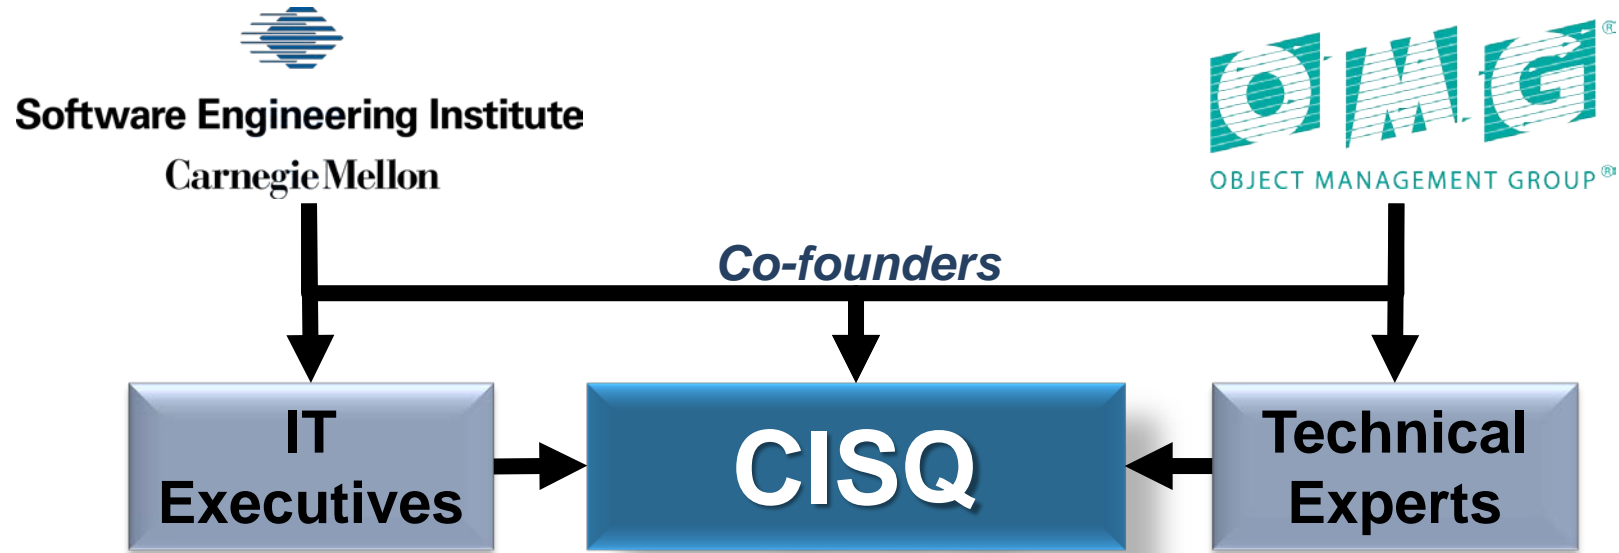 Software Engineering Institute
Carnegie Mellon
OMG®
OBJECT MANAGEMENT GROUP®
Co-founders
IT
Executives
CISQ
Technical
Experts